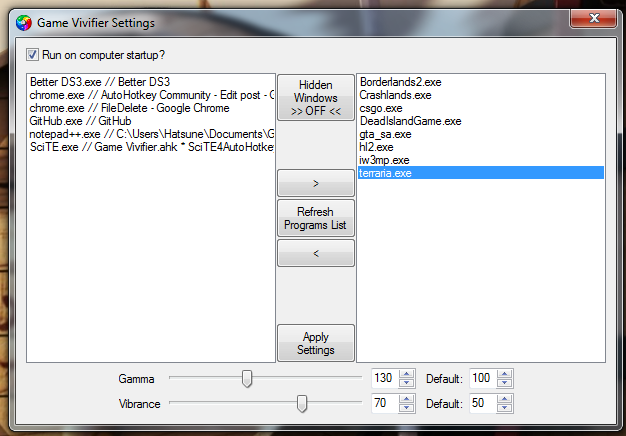 Game Vivifier Settings
Run on computer startup?
Better DS3.exe // Better DS3
chrome.exe // AutoHotkey Community - Edit post - G
chrome.exe // FileDelete - Google Chrome
GitHub.exe // GitHub
notepad++.exe // C:\Users\Hatsune\Documents\G
SciTE.exe // Game Vivifier.ahk * SciTE4AutoHotke
Hidden
Windows
>> OFF <<
>
Refresh
Programs List
<
Apply
Settings
Borderlands2.exe
Crashlands.exe
csgo.exe
DeadIslandGame.exe
gta_sa.exe
hl2.exe
iw3mp.exe
terraria.exe
Gamma 130 Default: 100
Vibrance 70 Default: 50